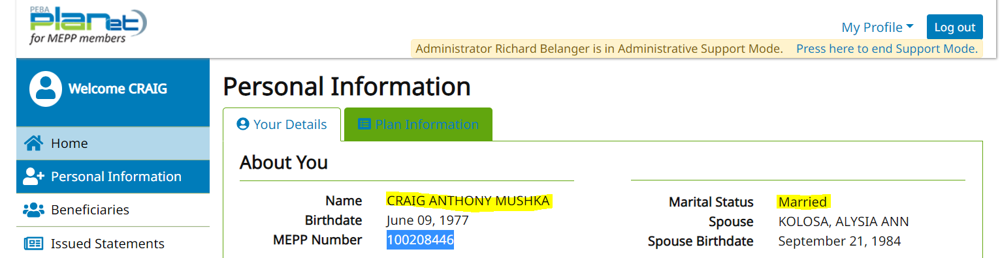 PEBA
planet
for MEPP members
My Profile
Log out
Administrator Richard Belanger is in Administrative Support Mode. Press here to end Support Mode.
Welcome CRAIG
Home
Personal Information
Beneficiaries
Issued Statements
Personal Information
Your Details
Plan Information
About You
Name CRAIG ANTHONY MUSHKA
Birthdate June 09, 1977
MEPP Number 100208446
Marital Status Married
Spouse KOLOSA, ALYSIA ANN
Spouse Birthdate September 21, 1984